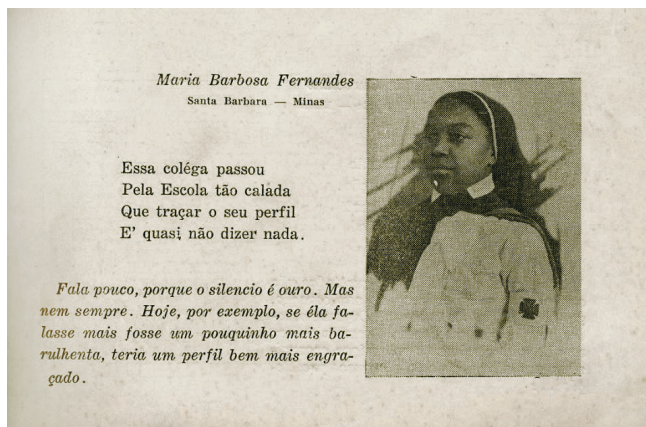 Maria Barbosa Fernandes
Santa Barbara — Minas
Essa coléga passou
Pela Escola tão calada
Que traçar o seu perfil
E' quasi não dizer nada.
Fala pouco, porque o silencio é ouro. Mas
nem sempre. Hoje, por exemplo, se éla fa-
lasse mais fosse um pouquinho mais ba-
rulhenta, teria um perfil bem mais engra-
çado.